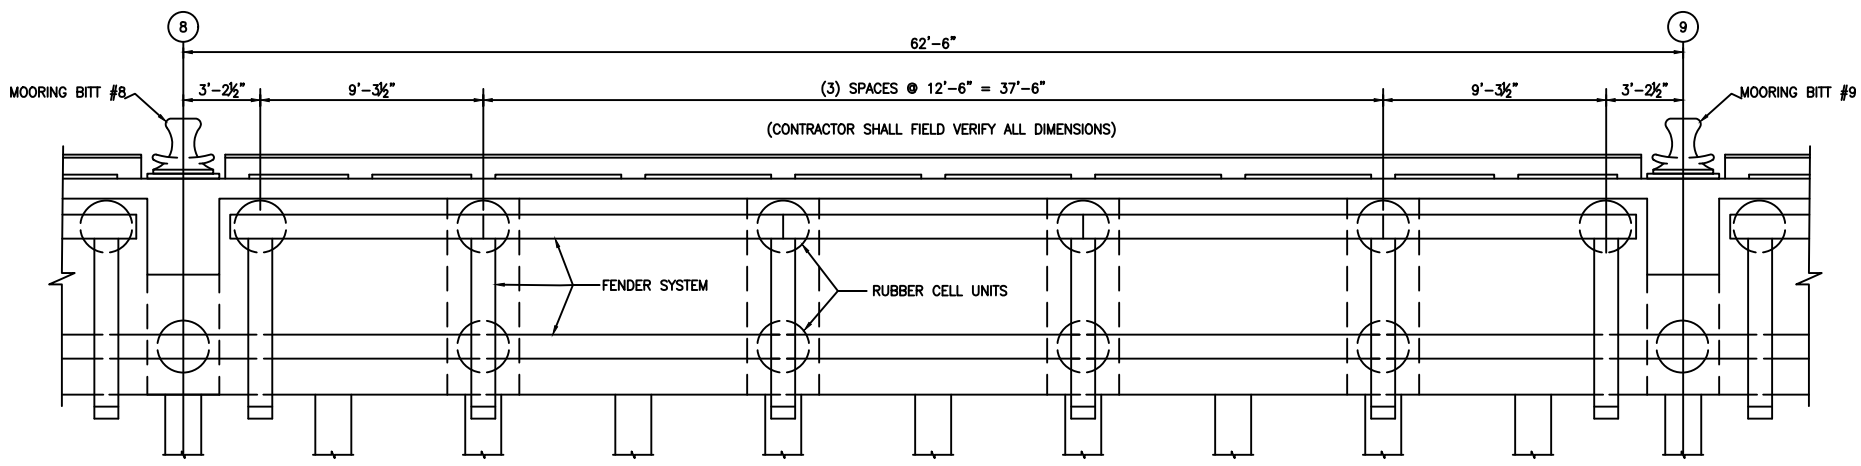 8
9
62'-6"
MOORING BITT #8
3'-2½"
9'-3½"
(3) SPACES @ 12'-6" = 37'-6"
9'-3½"
3'-2½"
MOORING BITT #9
(CONTRACTOR SHALL FIELD VERIFY ALL DIMENSIONS)
FENDER SYSTEM
RUBBER CELL UNITS